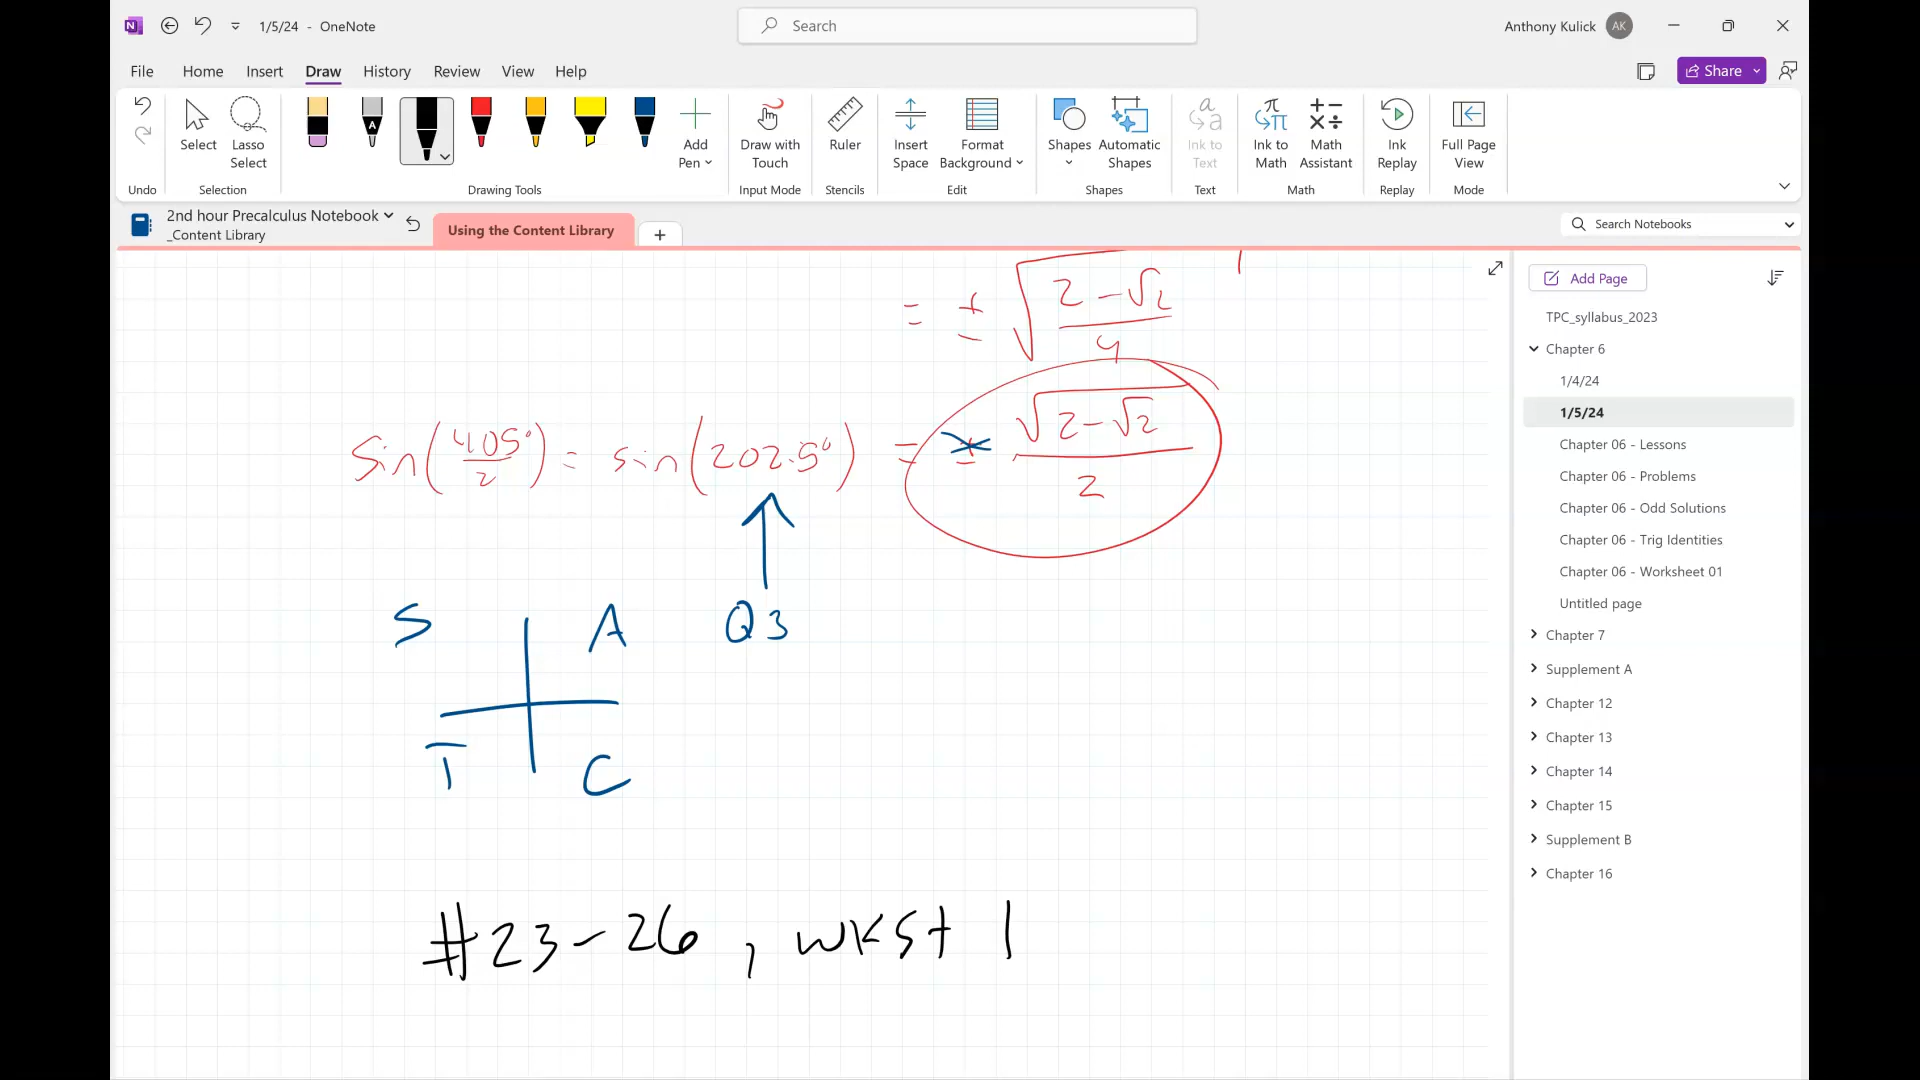 1/5/24 - OneNote
Search
Anthony Kulick AK
File Home Insert Draw History Review View Help
Share
Select
Lasso Select
A
Add Pen
Draw with Touch
Ruler
Insert Space
Format Background
Shapes
Automatic Shapes
Ink to Text
Ink to Math
Math Assistant
Ink Replay
Full Page View
Undo Selection Drawing Tools Input Mode Stencils Edit Shapes Text Math Replay Mode
2nd hour Precalculus Notebook
_Content Library
Using the Content Library
Search Notebooks
= ± √((2-√2)/4)
sin(405°/2) = sin(202.5°) = ± √(2-√2)/2
Q3
S A
T C
#23-26, wkst 1
Add Page
TPC_syllabus_2023
Chapter 6
1/4/24
1/5/24
Chapter 06 - Lessons
Chapter 06 - Problems
Chapter 06 - Odd Solutions
Chapter 06 - Trig Identities
Chapter 06 - Worksheet 01
Untitled page
Chapter 7
Supplement A
Chapter 12
Chapter 13
Chapter 14
Chapter 15
Supplement B
Chapter 16